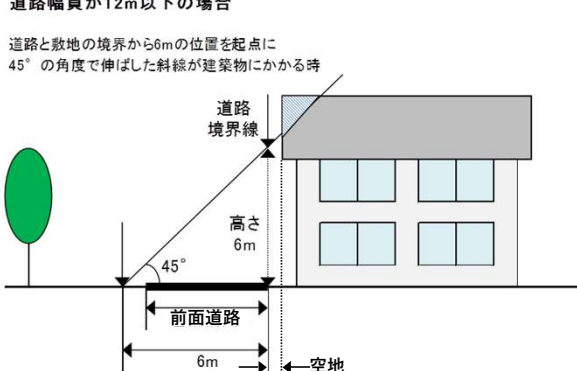 道路幅員が12m以下の場合
道路と敷地の境界から6mの位置を起点に
45°の角度で伸ばした斜線が建築物にかかる時
道路
境界線
高さ
6m
45°
前面道路
6m
空地